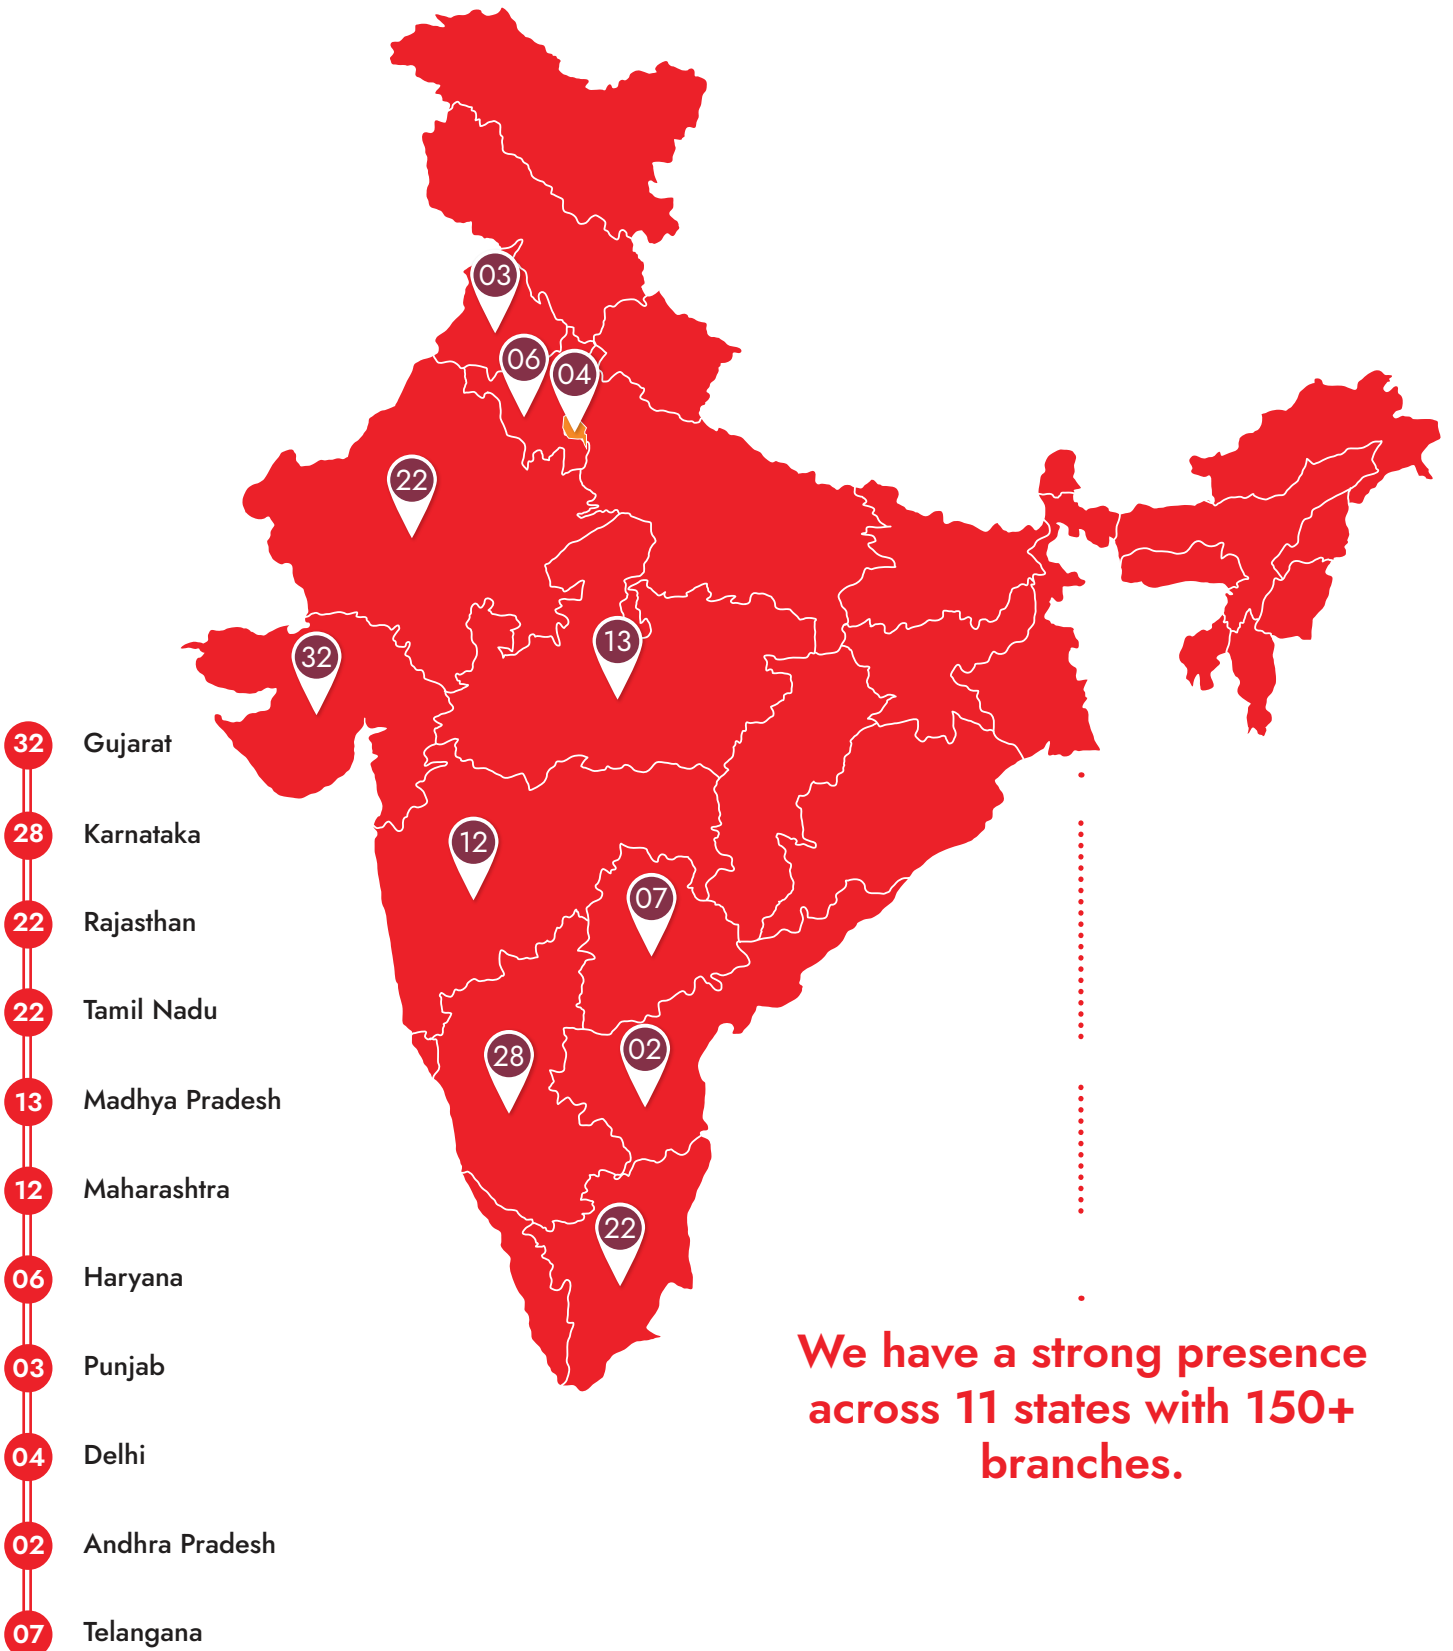 03
06
04
22
13
32
12
07
28
02
22
32 Gujarat
28 Karnataka
22 Rajasthan
22 Tamil Nadu
13 Madhya Pradesh
12 Maharashtra
06 Haryana
03 Punjab
04 Delhi
02 Andhra Pradesh
07 Telangana
We have a strong presence
across 11 states with 150+
branches.